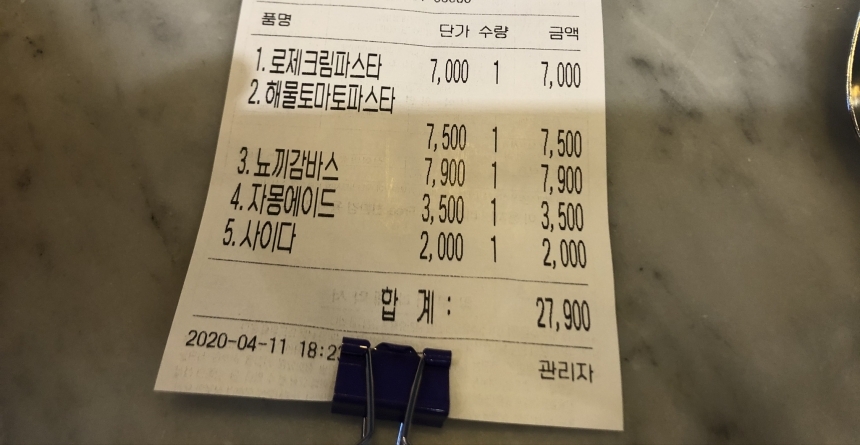 품명 단가 수량 금액
1. 로제크림파스타 7,000 1 7,000
2. 해물토마토파스타
7,500 1 7,500
3. 뇨끼감바스 7,900 1 7,900
4. 자몽에이드 3,500 1 3,500
5. 사이다 2,000 1 2,000
합 계 : 27,900
2020-04-11 18:2
관리자